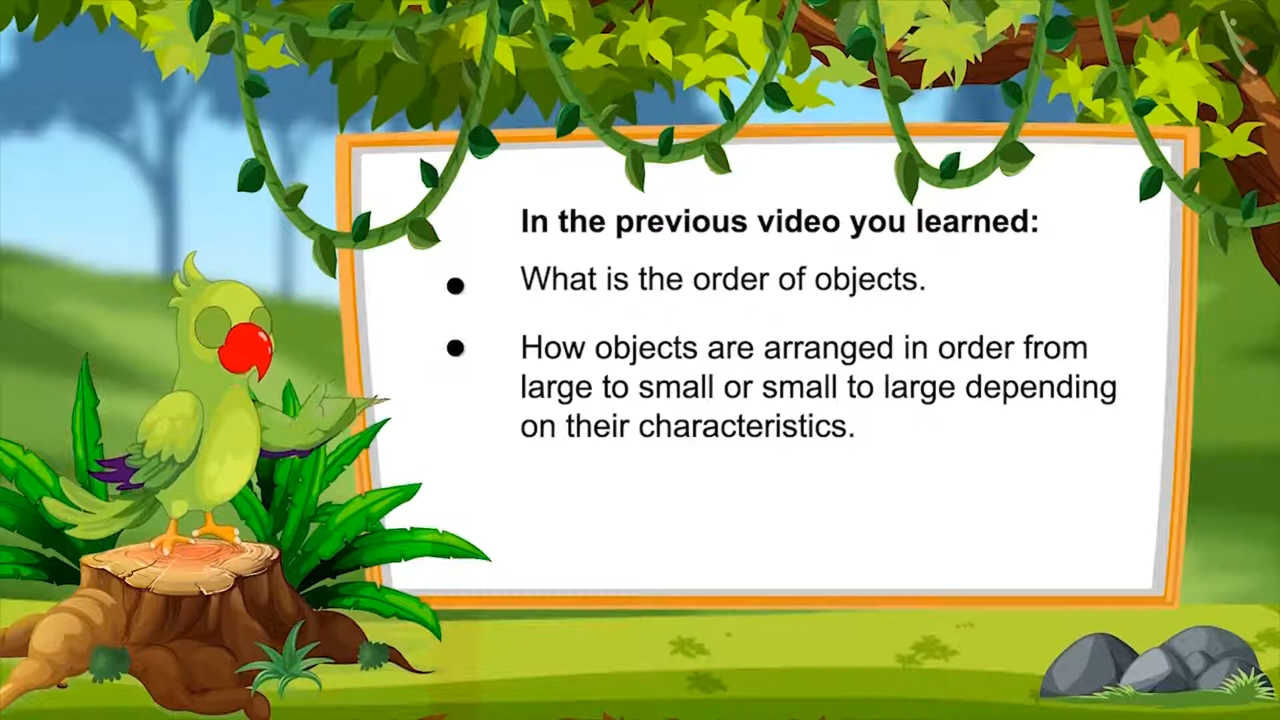 In the previous video you learned:
● What is the order of objects.
● How objects are arranged in order from
large to small or small to large depending
on their characteristics.